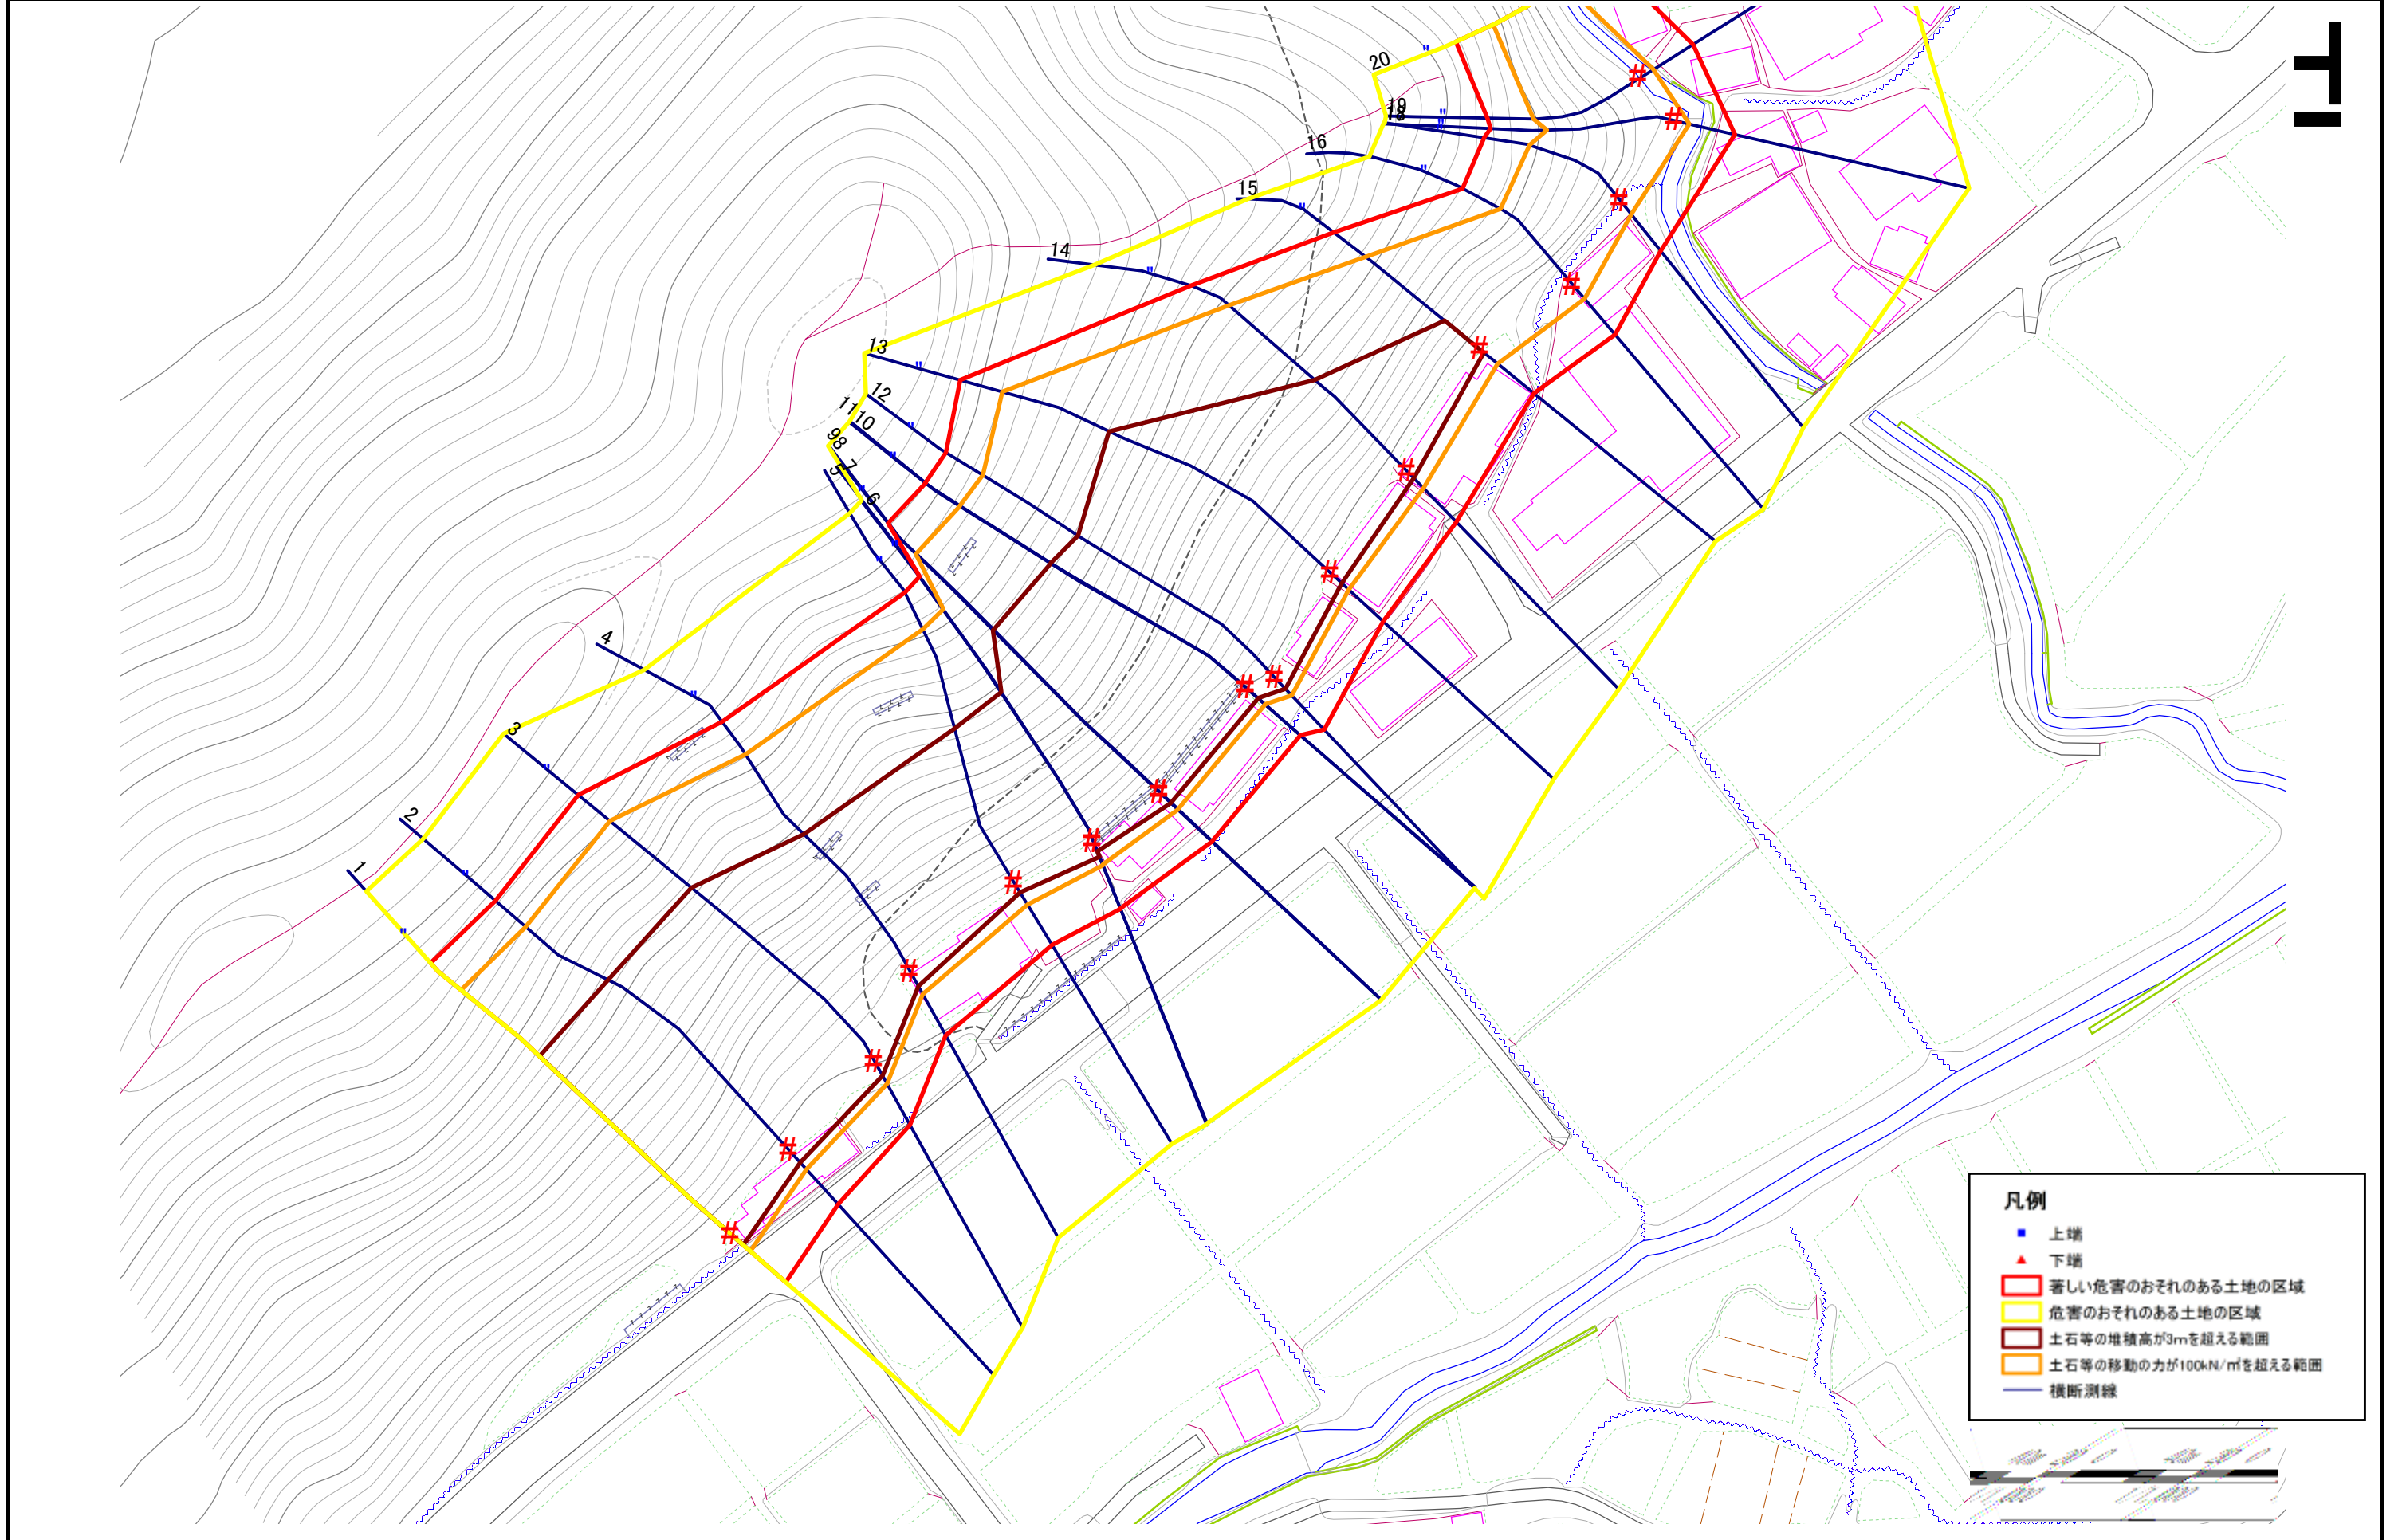 20
19
18
16
15
14
13
12
11 10
9 8
7
5
6
4
3
2
1
凡例
上端
下端
著しい危害のおそれのある土地の区域
危害のおそれのある土地の区域
土石等の堆積高が3mを超える範囲
土石等の移動の力が100kN/㎡を超える範囲
横断測線